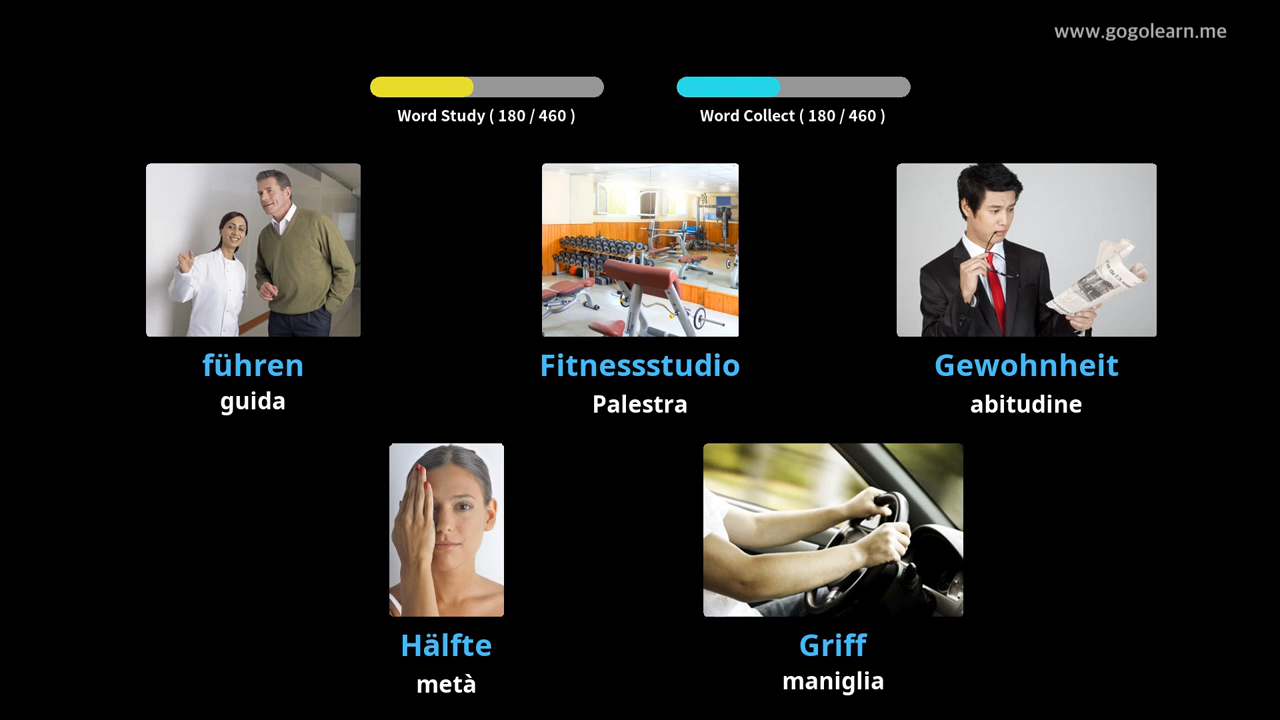 www.gogolearn.me
Word Study ( 180 / 460 )
Word Collect ( 180 / 460 )
führen
guida
Fitnessstudio
Palestra
Gewohnheit
abitudine
Hälfte
metà
Griff
maniglia